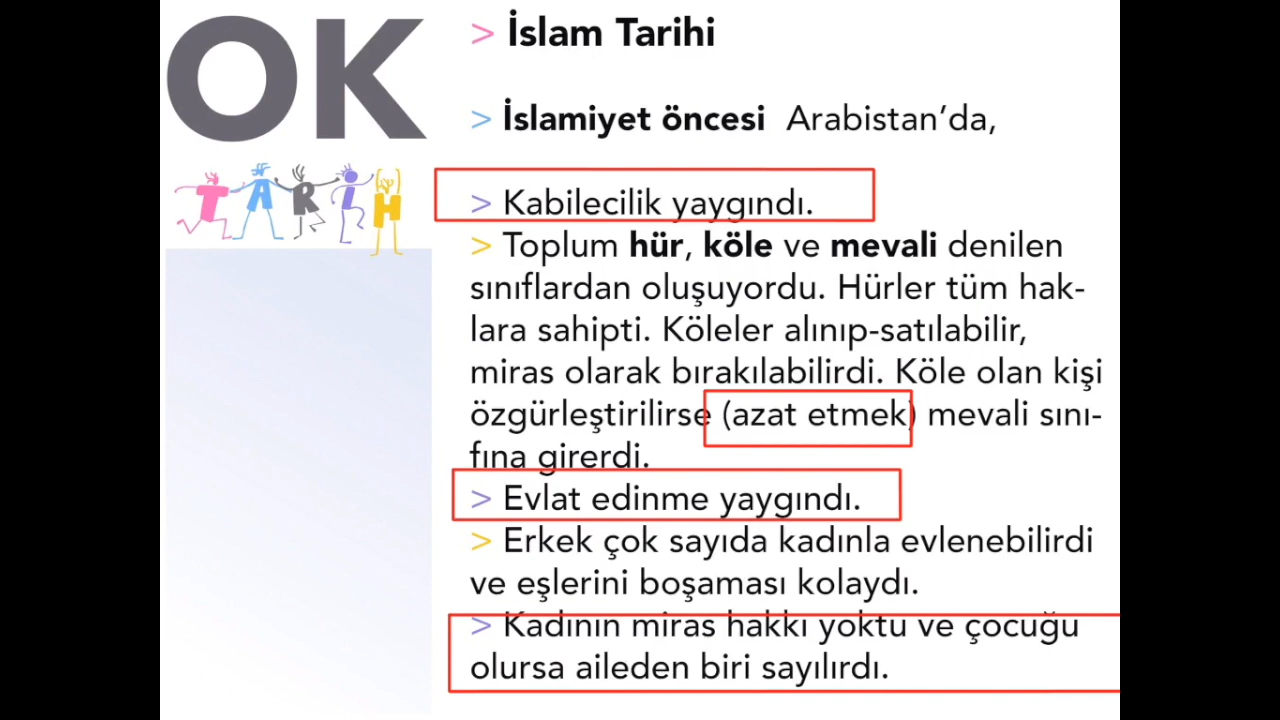 OK
TARİH
> İslam Tarihi
> İslamiyet öncesi Arabistan’da,
> Kabilecilik yaygındı.
> Toplum hür, köle ve mevali denilen
sınıflardan oluşuyordu. Hürler tüm hak-
lara sahipti. Köleler alınıp-satılabilir,
miras olarak bırakılabilirdi. Köle olan kişi
özgürleştirilirse (azat etmek) mevali sını-
fına girerdi.
> Evlat edinme yaygındı.
> Erkek çok sayıda kadınla evlenebilirdi
ve eşlerini boşaması kolaydı.
> Kadının miras hakkı yoktu ve çocuğu
olursa aileden biri sayılırdı.